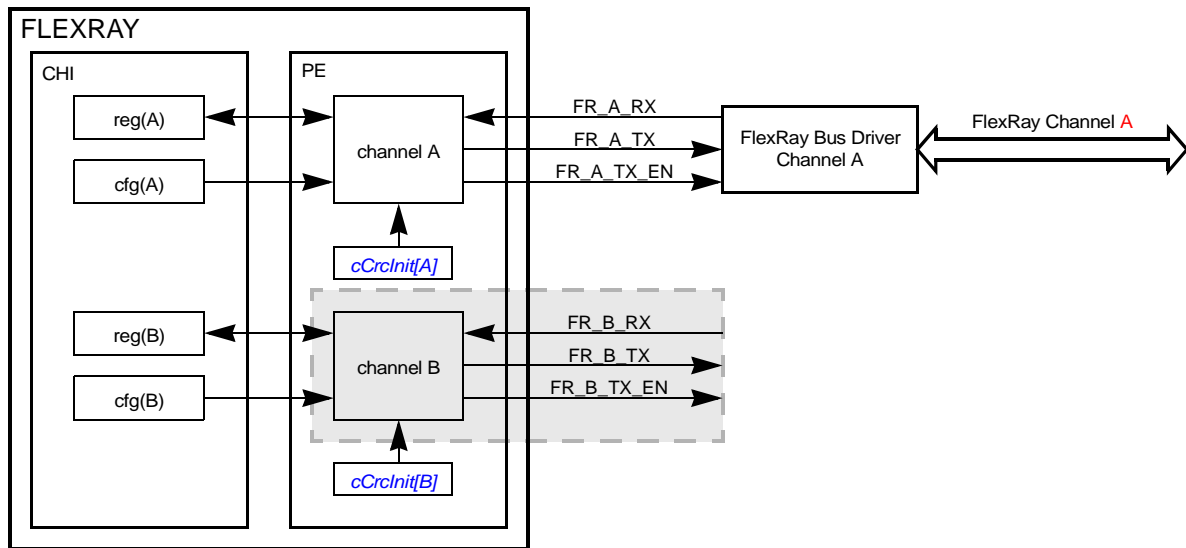 FLEXRAY
CHI
PE
reg(A)
cfg(A)
channel A
cCrcInit[A]
FR_A_RX
FR_A_TX
FR_A_TX_EN
FlexRay Bus Driver
Channel A
FlexRay Channel A
reg(B)
cfg(B)
channel B
cCrcInit[B]
FR_B_RX
FR_B_TX
FR_B_TX_EN